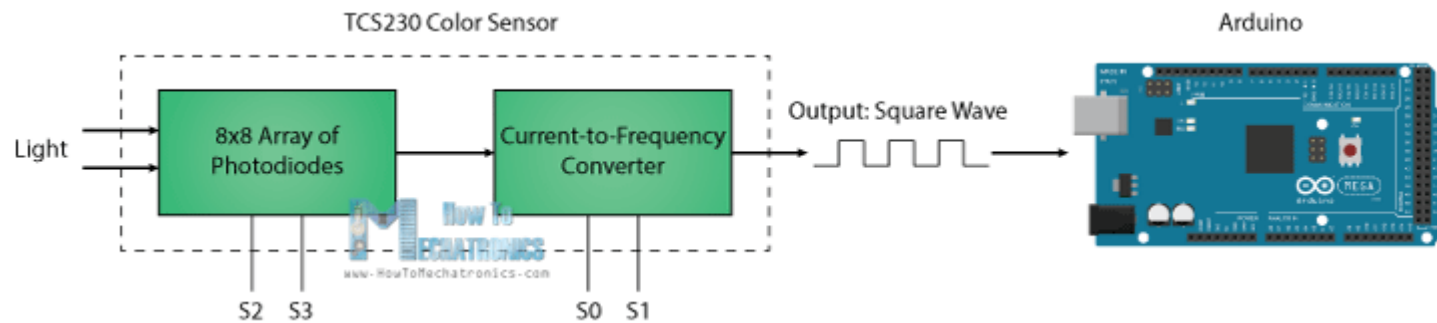 TCS230 Color Sensor
Arduino
Light
8x8 Array of
Photodiodes
Current-to-Frequency
Converter
Output: Square Wave
How To
MECHATRONICS
www.HowToMechatronics.com
S2 S3 S0 S1
MEGA